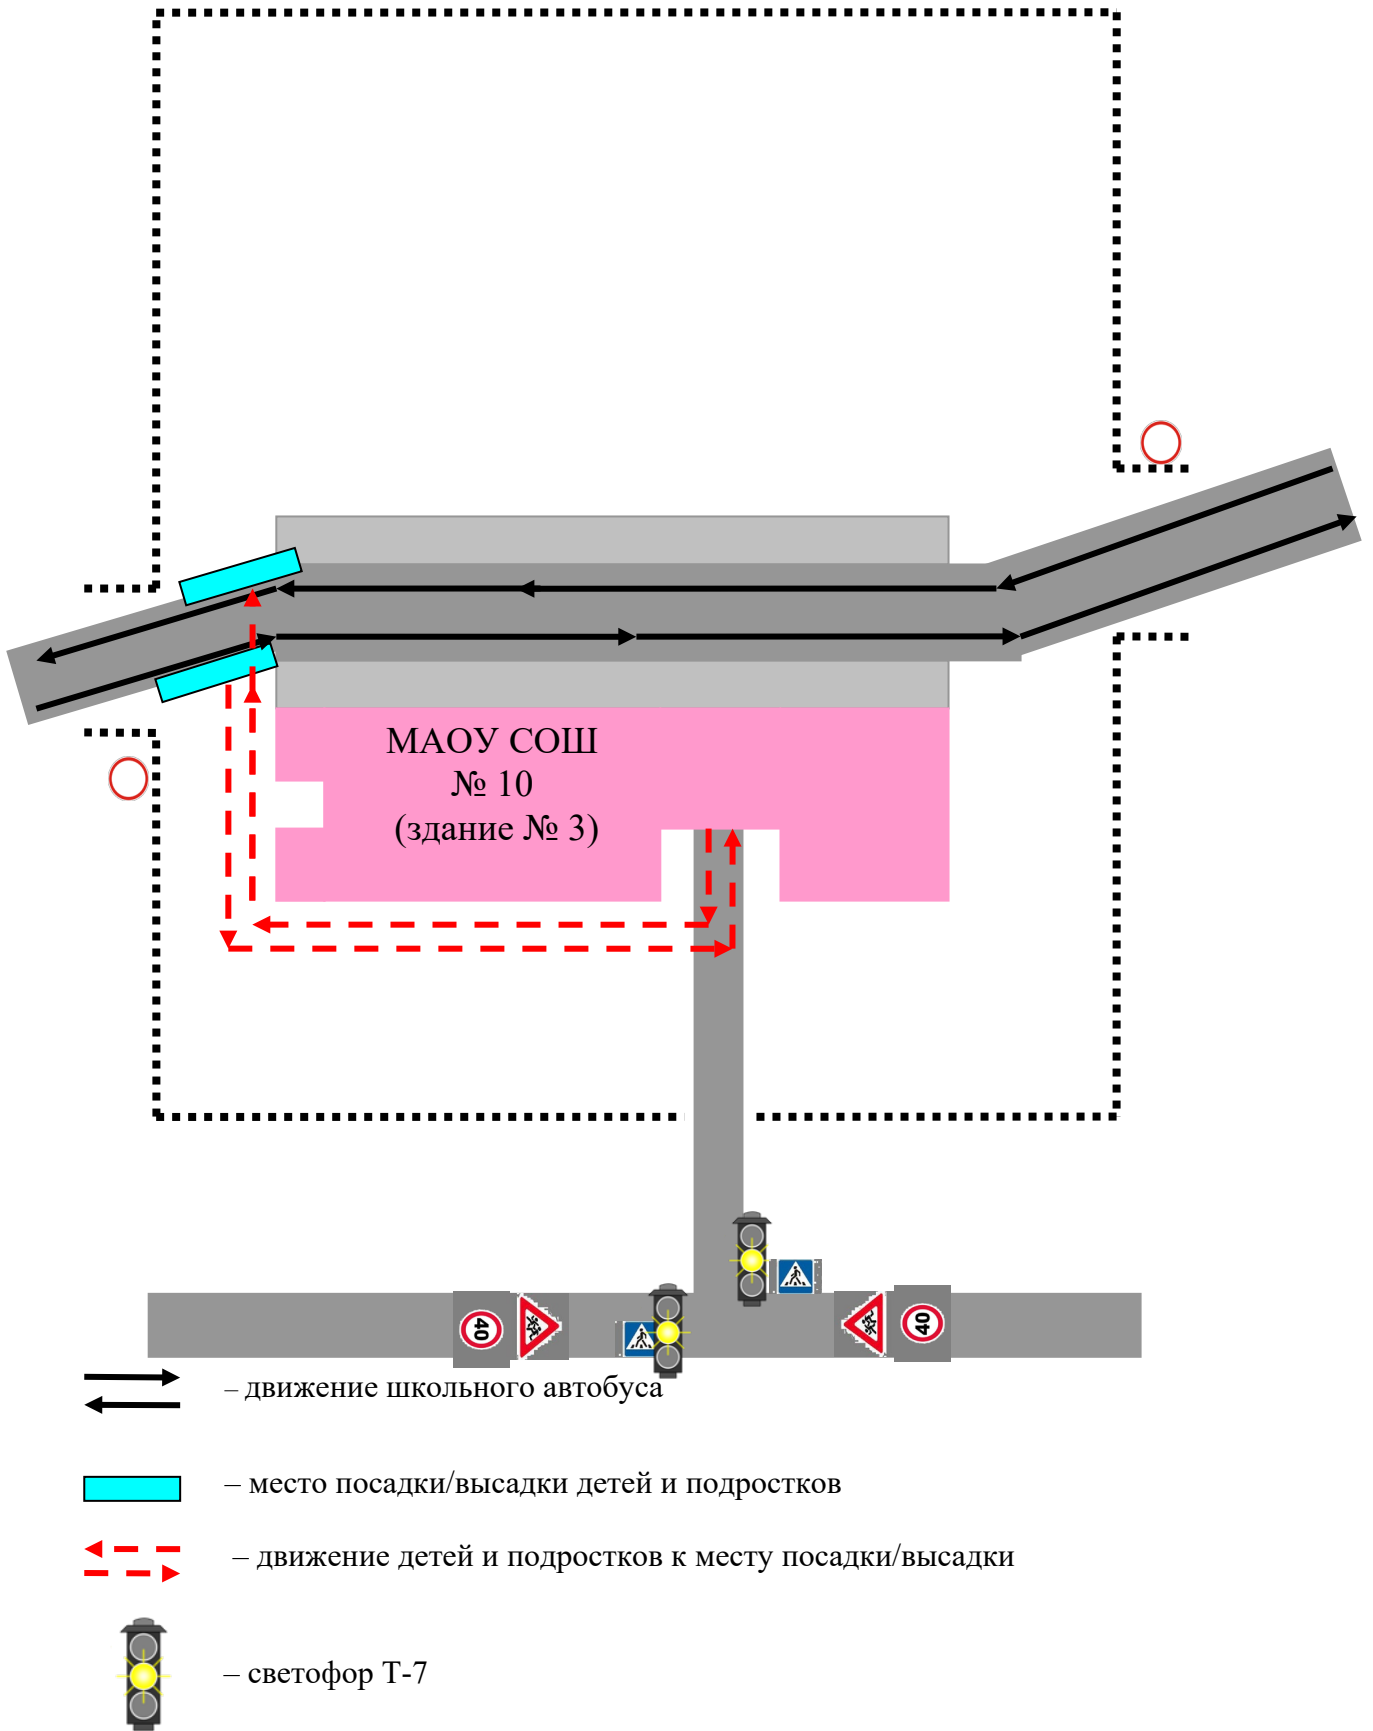 МАОУ СОШ
№ 10
(здание № 3)
40
40
– движение школьного автобуса
– место посадки/высадки детей и подростков
– движение детей и подростков к месту посадки/высадки
– светофор Т-7